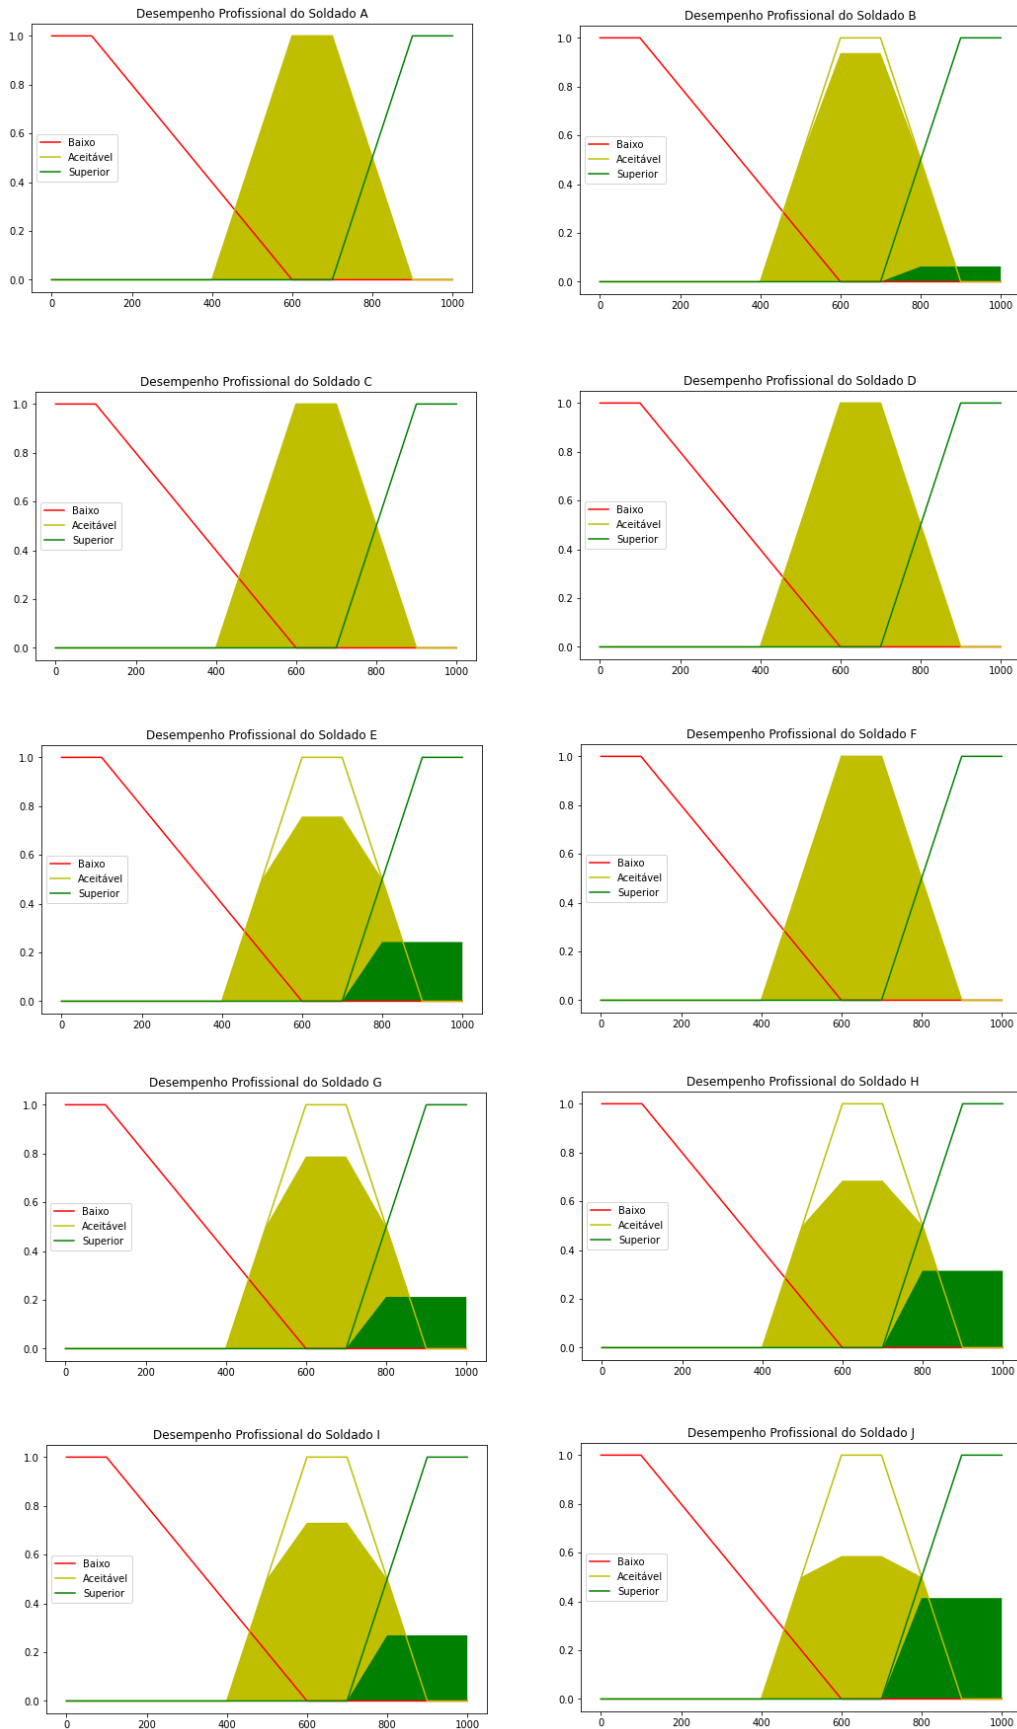 Desempenho Profissional do Soldado A
1.0
0.8
0.6
0.4
0.2
0.0
Baixo
Aceitável
Superior
0 200 400 600 800 1000
Desempenho Profissional do Soldado B
1.0
0.8
0.6
0.4
0.2
0.0
Baixo
Aceitável
Superior
0 200 400 600 800 1000
Desempenho Profissional do Soldado C
1.0
0.8
0.6
0.4
0.2
0.0
Baixo
Aceitável
Superior
0 200 400 600 800 1000
Desempenho Profissional do Soldado D
1.0
0.8
0.6
0.4
0.2
0.0
Baixo
Aceitável
Superior
0 200 400 600 800 1000
Desempenho Profissional do Soldado E
1.0
0.8
0.6
0.4
0.2
0.0
Baixo
Aceitável
Superior
0 200 400 600 800 1000
Desempenho Profissional do Soldado F
1.0
0.8
0.6
0.4
0.2
0.0
Baixo
Aceitável
Superior
0 200 400 600 800 1000
Desempenho Profissional do Soldado G
1.0
0.8
0.6
0.4
0.2
0.0
Baixo
Aceitável
Superior
0 200 400 600 800 1000
Desempenho Profissional do Soldado H
1.0
0.8
0.6
0.4
0.2
0.0
Baixo
Aceitável
Superior
0 200 400 600 800 1000
Desempenho Profissional do Soldado I
1.0
0.8
0.6
0.4
0.2
0.0
Baixo
Aceitável
Superior
0 200 400 600 800 1000
Desempenho Profissional do Soldado J
1.0
0.8
0.6
0.4
0.2
0.0
Baixo
Aceitável
Superior
0 200 400 600 800 1000